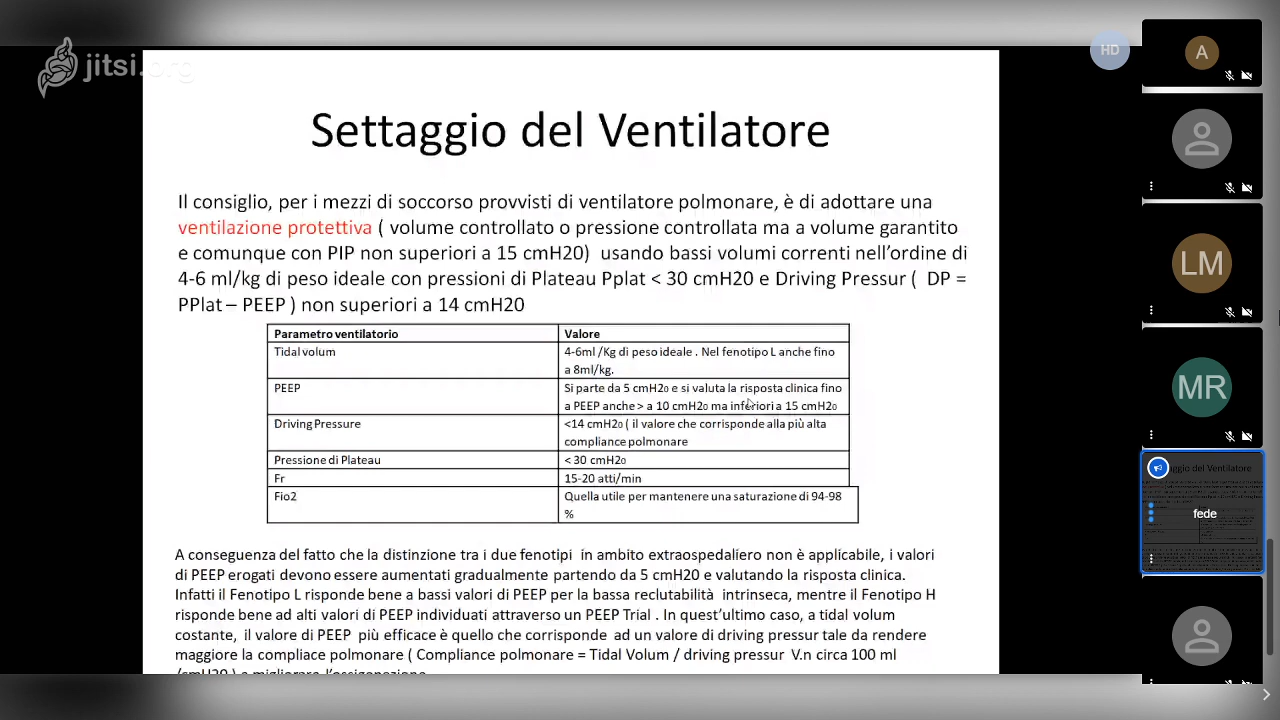 jitsi.org
HD
A
Settaggio del Ventilatore
Il consiglio, per i mezzi di soccorso provvisti di ventilatore polmonare, è di adottare una
ventilazione protettiva ( volume controllato o pressione controllata ma a volume garantito
e comunque con PIP non superiori a 15 cmH20) usando bassi volumi correnti nell'ordine di
4-6 ml/kg di peso ideale con pressioni di Plateau Pplat < 30 cmH20 e Driving Pressur ( DP =
PPlat – PEEP ) non superiori a 14 cmH20
Parametro ventilatorio Valore
Tidal volum 4-6ml /Kg di peso ideale . Nel fenotipo L anche fino
a 8ml/kg.
PEEP Si parte da 5 cmH20 e si valuta la risposta clinica fino
a PEEP anche > a 10 cmH20 ma inferiori a 15 cmH20
Driving Pressure <14 cmH20 ( il valore che corrisponde alla più alta
compliance polmonare
Pressione di Plateau < 30 cmH20
Fr 15-20 atti/min
Fio2 Quella utile per mantenere una saturazione di 94-98
%
A conseguenza del fatto che la distinzione tra i due fenotipi in ambito extraospedaliero non è applicabile, i valori
di PEEP erogati devono essere aumentati gradualmente partendo da 5 cmH20 e valutando la risposta clinica.
Infatti il Fenotipo L risponde bene a bassi valori di PEEP per la bassa reclutabilità intrinseca, mentre il Fenotipo H
risponde bene ad alti valori di PEEP individuati attraverso un PEEP Trial . In quest'ultimo caso, a tidal volum
costante, il valore di PEEP più efficace è quello che corrisponde ad un valore di driving pressur tale da rendere
maggiore la compliace polmonare ( Compliance polmonare = Tidal Volum / driving pressur V.n circa 100 ml
LM
MR
aggio del Ventilatore
fede